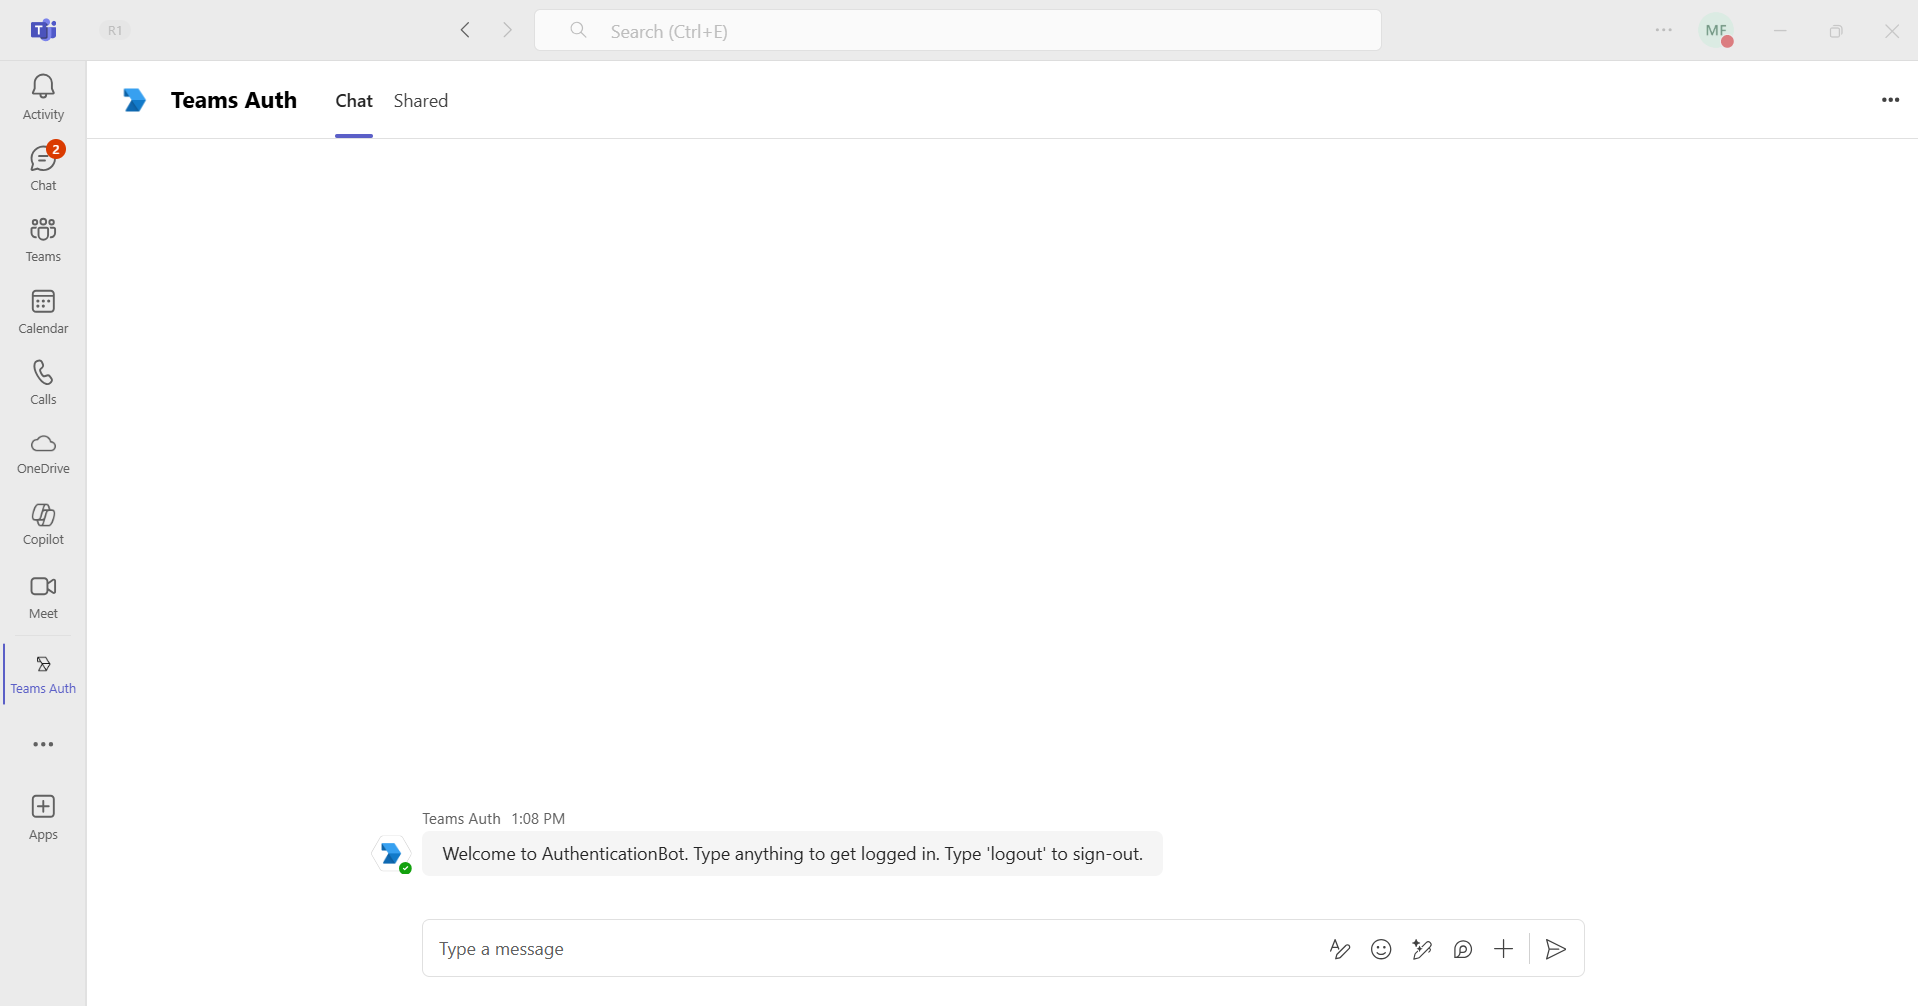 R1
Search (Ctrl+E)
MF
Activity
2
Chat
Teams
Calendar
Calls
OneDrive
Copilot
Meet
Teams Auth
Apps
Teams Auth
Chat
Shared
Teams Auth 1:08 PM
Welcome to AuthenticationBot. Type anything to get logged in. Type 'logout' to sign-out.
Type a message